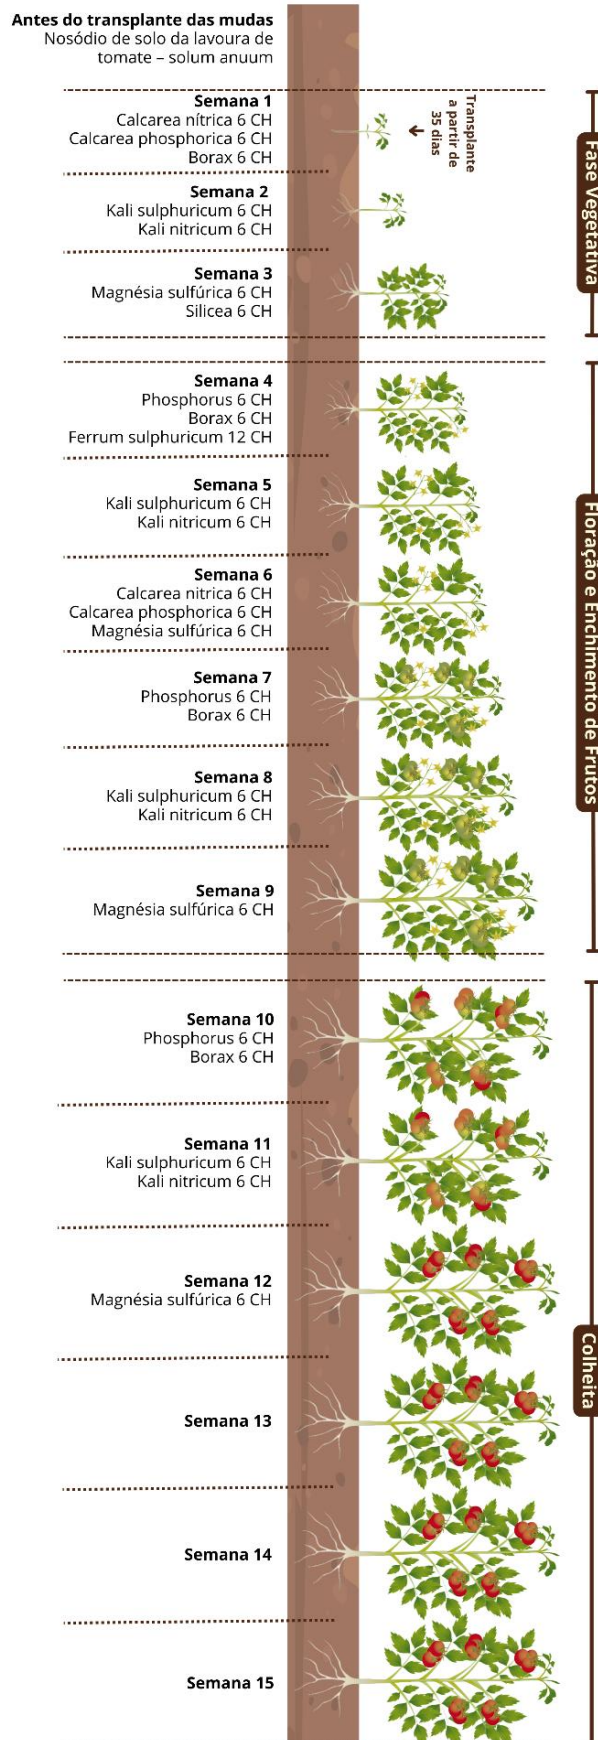 Antes do transplante das mudas
Nosódio de solo da lavoura de
tomate – solum anuum
Semana 1
Calcarea nítrica 6 CH
Calcarea phosphorica 6 CH
Borax 6 CH
Transplante
a partir de
35 dias
Semana 2
Kali sulphuricum 6 CH
Kali nitricum 6 CH
Semana 3
Magnésia sulfúrica 6 CH
Silicea 6 CH
Fase Vegetativa
Semana 4
Phosphorus 6 CH
Borax 6 CH
Ferrum sulphuricum 12 CH
Semana 5
Kali sulphuricum 6 CH
Kali nitricum 6 CH
Semana 6
Calcarea nitrica 6 CH
Calcarea phosphorica 6 CH
Magnésia sulfúrica 6 CH
Semana 7
Phosphorus 6 CH
Borax 6 CH
Semana 8
Kali sulphuricum 6 CH
Kali nitricum 6 CH
Semana 9
Magnésia sulfúrica 6 CH
Floração e Enchimento de Frutos
Semana 10
Phosphorus 6 CH
Borax 6 CH
Semana 11
Kali sulphuricum 6 CH
Kali nitricum 6 CH
Semana 12
Magnésia sulfúrica 6 CH
Semana 13
Semana 14
Semana 15
Colheita